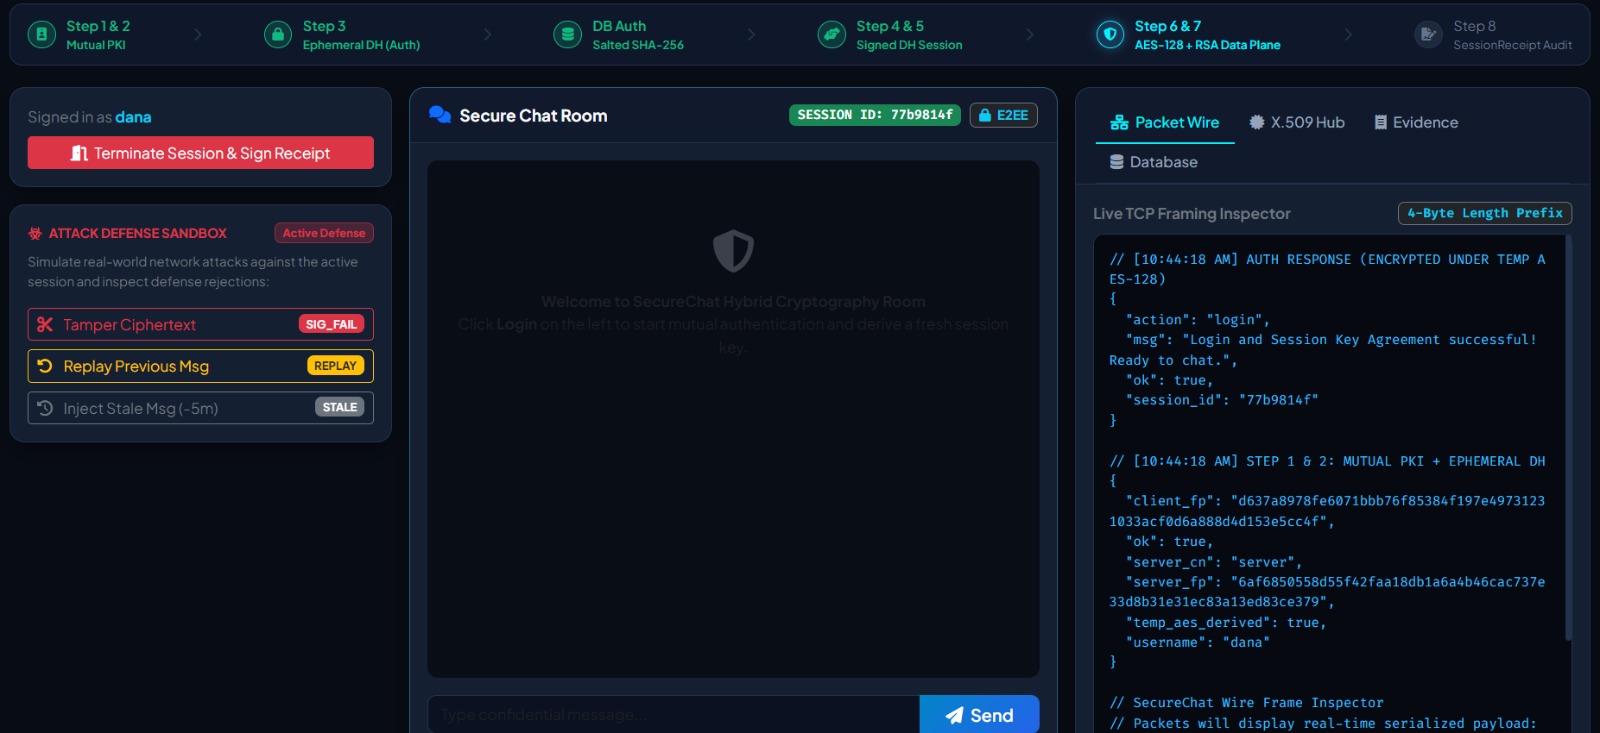 Step 1 & 2
Mutual PKI
Step 3
Ephemeral DH (Auth)
DB Auth
Salted SHA-256
Step 4 & 5
Signed DH Session
Step 6 & 7
AES-128 + RSA Data Plane
Step 8
SessionReceipt Audit
Signed in as dana
Terminate Session & Sign Receipt
ATTACK DEFENSE SANDBOX
Active Defense
Simulate real-world network attacks against the active
session and inspect defense rejections:
Tamper Ciphertext
SIG_FAIL
Replay Previous Msg
REPLAY
Inject Stale Msg (-5m)
STALE
Secure Chat Room
SESSION ID: 77b9814f
E2EE
Welcome to SecureChat Hybrid Cryptography Room
Click Login on the left to start mutual authentication and derive a fresh session
key.
Type confidential message...
Send
Packet Wire
X.509 Hub
Evidence
Database
Live TCP Framing Inspector
4-Byte Length Prefix
// [10:44:18 AM] AUTH RESPONSE (ENCRYPTED UNDER TEMP A
ES-128)
{
"action": "login",
"msg": "Login and Session Key Agreement successful!
Ready to chat.",
"ok": true,
"session_id": "77b9814f"
}
// [10:44:18 AM] STEP 1 & 2: MUTUAL PKI + EPHEMERAL DH
{
"client_fp": "d637a8978fe6071bbb76f85384f197e4973123
1033acf0d6a888d4d153e5cc4f",
"ok": true,
"server_cn": "server",
"server_fp": "6af6850558d55f42faa18db1a6a4b46cac737e
33d8b31e31ec83a13ed83ce379",
"temp_aes_derived": true,
"username": "dana"
}
// SecureChat Wire Frame Inspector
// Packets will display real-time serialized payload: